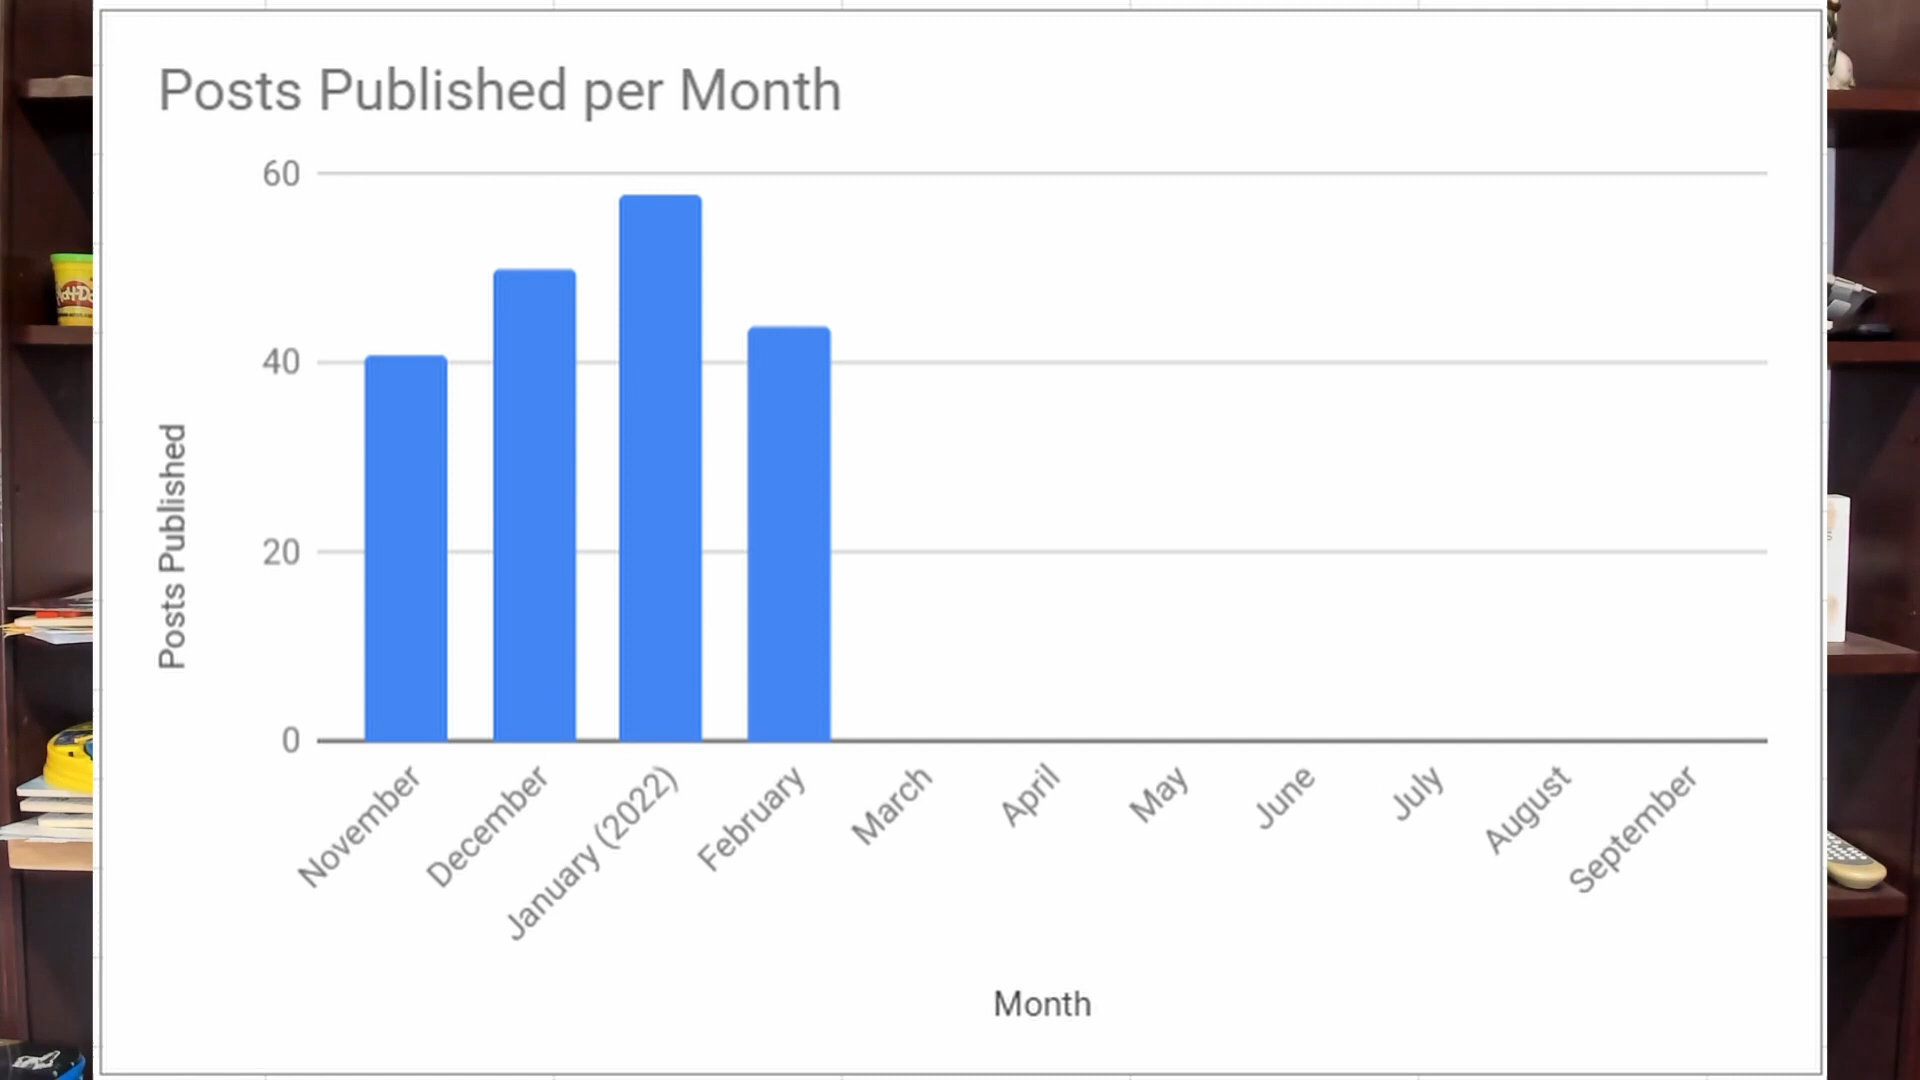 Posts Published per Month
60
40
20
0
Posts Published
November
December
January (2022)
February
March
April
May
June
July
August
September
Month